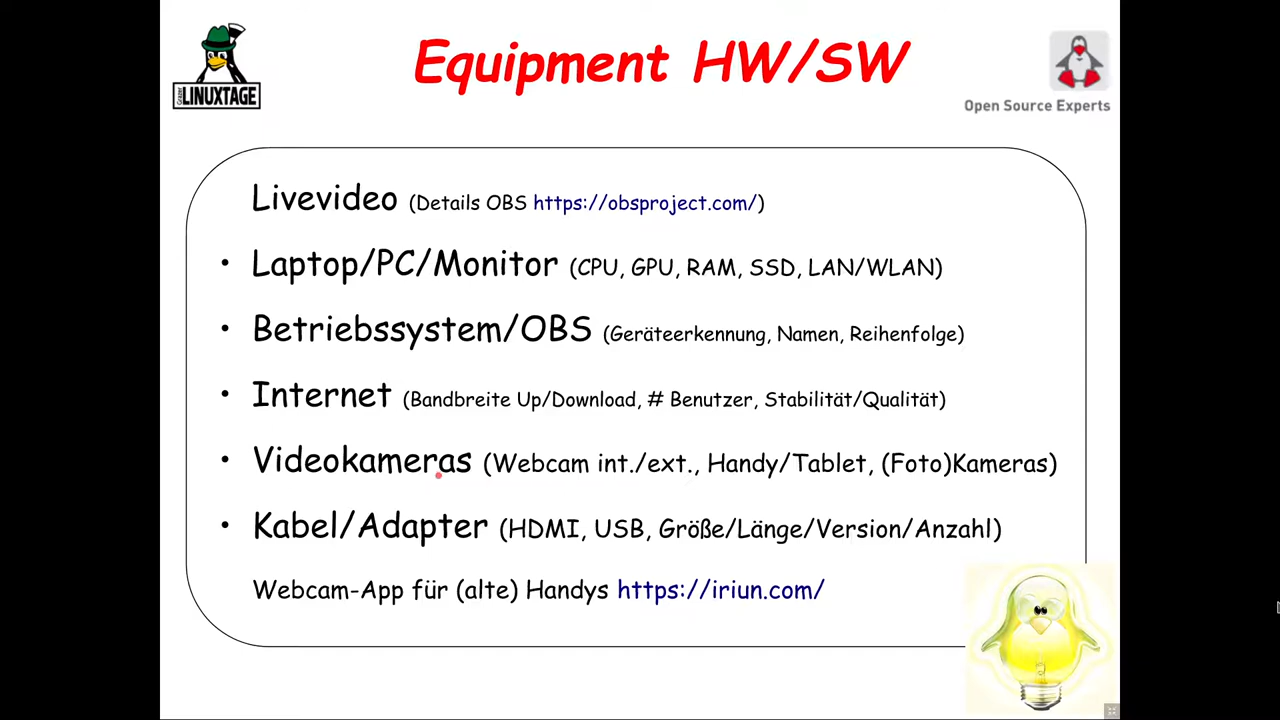 Equipment HW/SW
Grazer
LINUXTAGE
Open Source Experts
Livevideo (Details OBS https://obsproject.com/)
• Laptop/PC/Monitor (CPU, GPU, RAM, SSD, LAN/WLAN)
• Betriebssystem/OBS (Geräteerkennung, Namen, Reihenfolge)
• Internet (Bandbreite Up/Download, # Benutzer, Stabilität/Qualität)
• Videokameras (Webcam int./ext., Handy/Tablet, (Foto)Kameras)
• Kabel/Adapter (HDMI, USB, Größe/Länge/Version/Anzahl)
Webcam-App für (alte) Handys https://iriun.com/